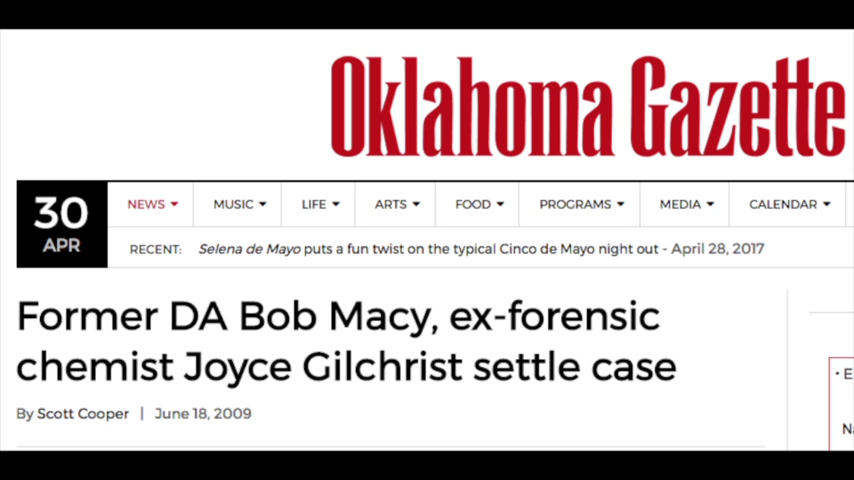 Oklahoma Gazette
30
APR
NEWS MUSIC LIFE ARTS FOOD PROGRAMS MEDIA CALENDAR
RECENT: Selena de Mayo puts a fun twist on the typical Cinco de Mayo night out - April 28, 2017
Former DA Bob Macy, ex-forensic
chemist Joyce Gilchrist settle case
By Scott Cooper | June 18, 2009